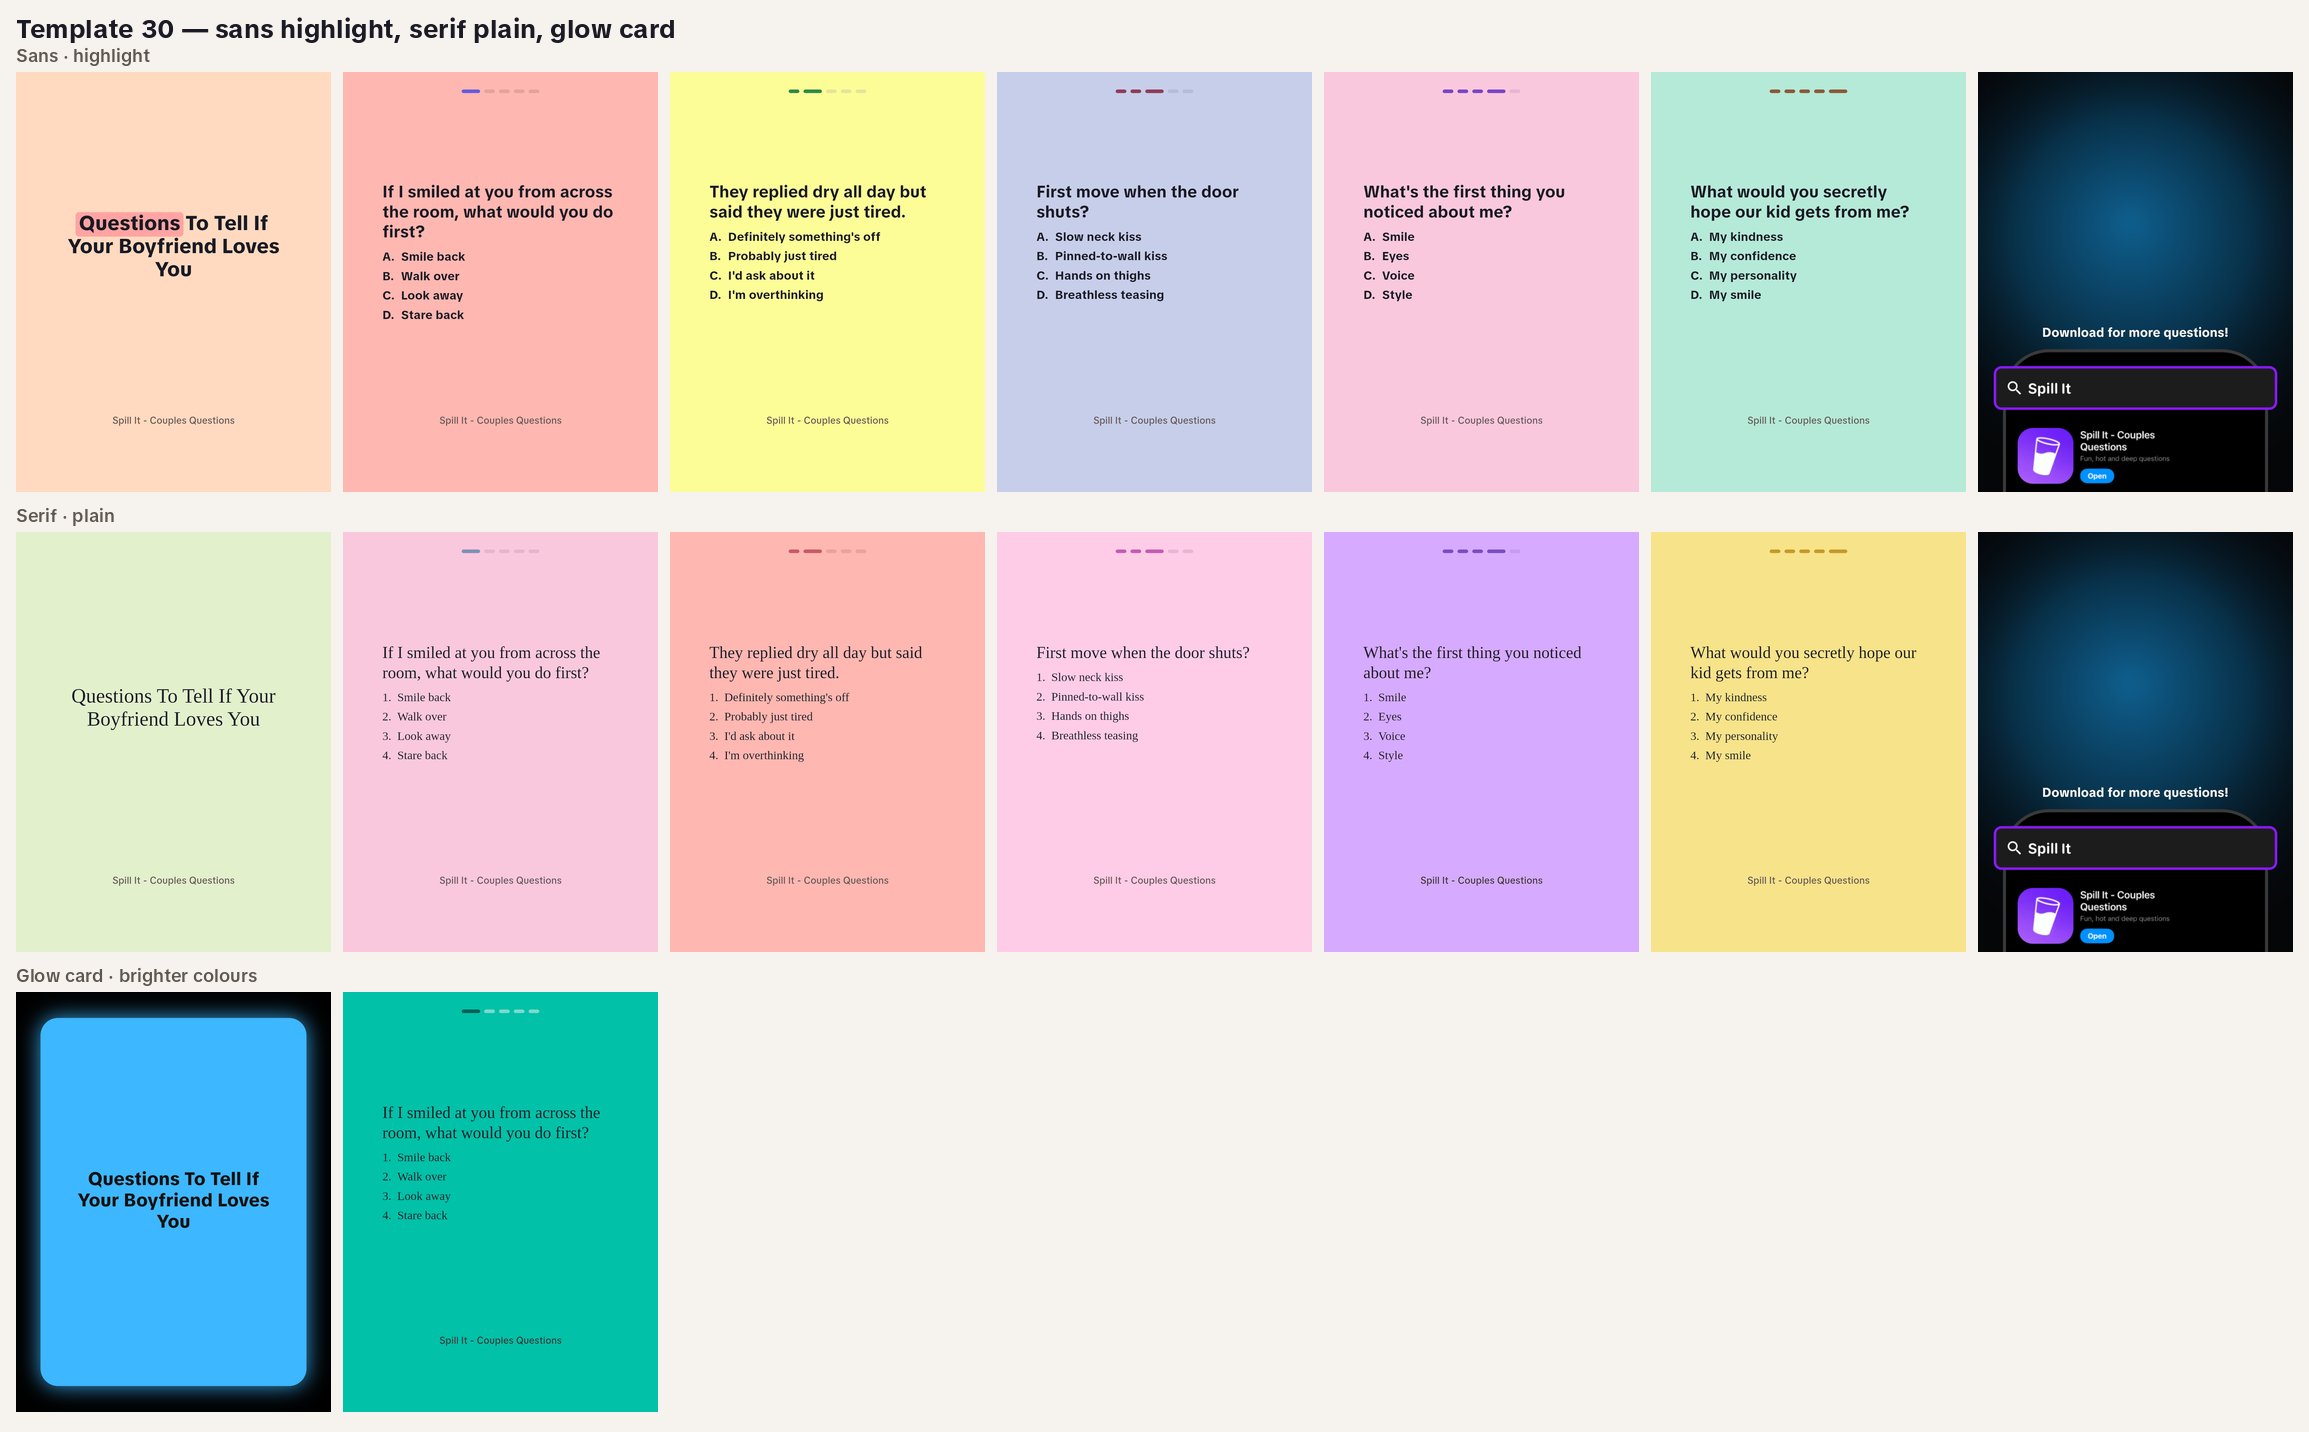 Template 30 — sans highlight, serif plain, glow card
Sans · highlight
Questions To Tell If
Your Boyfriend Loves
You
Spill It - Couples Questions
If I smiled at you from across
the room, what would you do
first?
A. Smile back
B. Walk over
C. Look away
D. Stare back
Spill It - Couples Questions
They replied dry all day but
said they were just tired.
A. Definitely something's off
B. Probably just tired
C. I'd ask about it
D. I'm overthinking
Spill It - Couples Questions
First move when the door
shuts?
A. Slow neck kiss
B. Pinned-to-wall kiss
C. Hands on thighs
D. Breathless teasing
Spill It - Couples Questions
What's the first thing you
noticed about me?
A. Smile
B. Eyes
C. Voice
D. Style
Spill It - Couples Questions
What would you secretly
hope our kid gets from me?
A. My kindness
B. My confidence
C. My personality
D. My smile
Spill It - Couples Questions
Download for more questions!
Spill It
Spill It - Couples
Questions
Fun, hot and deep questions
Open
Serif · plain
Questions To Tell If Your
Boyfriend Loves You
Spill It - Couples Questions
If I smiled at you from across the
room, what would you do first?
1. Smile back
2. Walk over
3. Look away
4. Stare back
Spill It - Couples Questions
They replied dry all day but said
they were just tired.
1. Definitely something's off
2. Probably just tired
3. I'd ask about it
4. I'm overthinking
Spill It - Couples Questions
First move when the door shuts?
1. Slow neck kiss
2. Pinned-to-wall kiss
3. Hands on thighs
4. Breathless teasing
Spill It - Couples Questions
What's the first thing you noticed
about me?
1. Smile
2. Eyes
3. Voice
4. Style
Spill It - Couples Questions
What would you secretly hope our
kid gets from me?
1. My kindness
2. My confidence
3. My personality
4. My smile
Spill It - Couples Questions
Download for more questions!
Spill It
Spill It - Couples
Questions
Fun, hot and deep questions
Open
Glow card · brighter colours
Questions To Tell If
Your Boyfriend Loves
You
If I smiled at you from across the
room, what would you do first?
1. Smile back
2. Walk over
3. Look away
4. Stare back
Spill It - Couples Questions